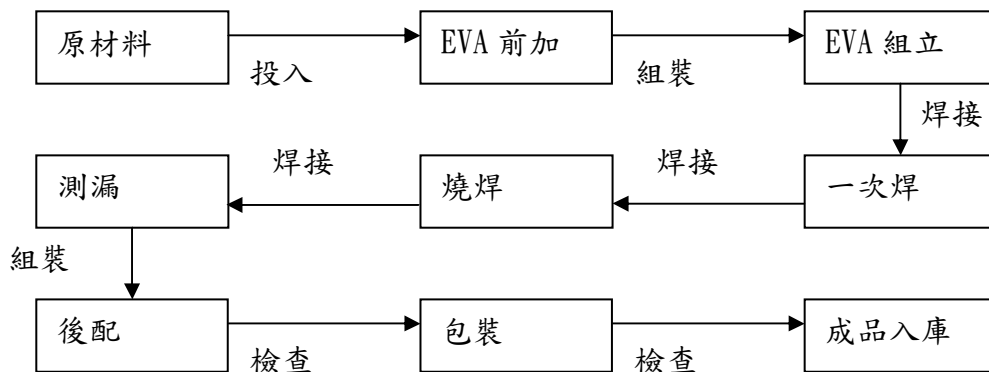 原材料
投入
EVA 前加
組裝
EVA 組立
焊接
一次焊
焊接
燒焊
焊接
測漏
組裝
後配
檢查
包裝
檢查
成品入庫